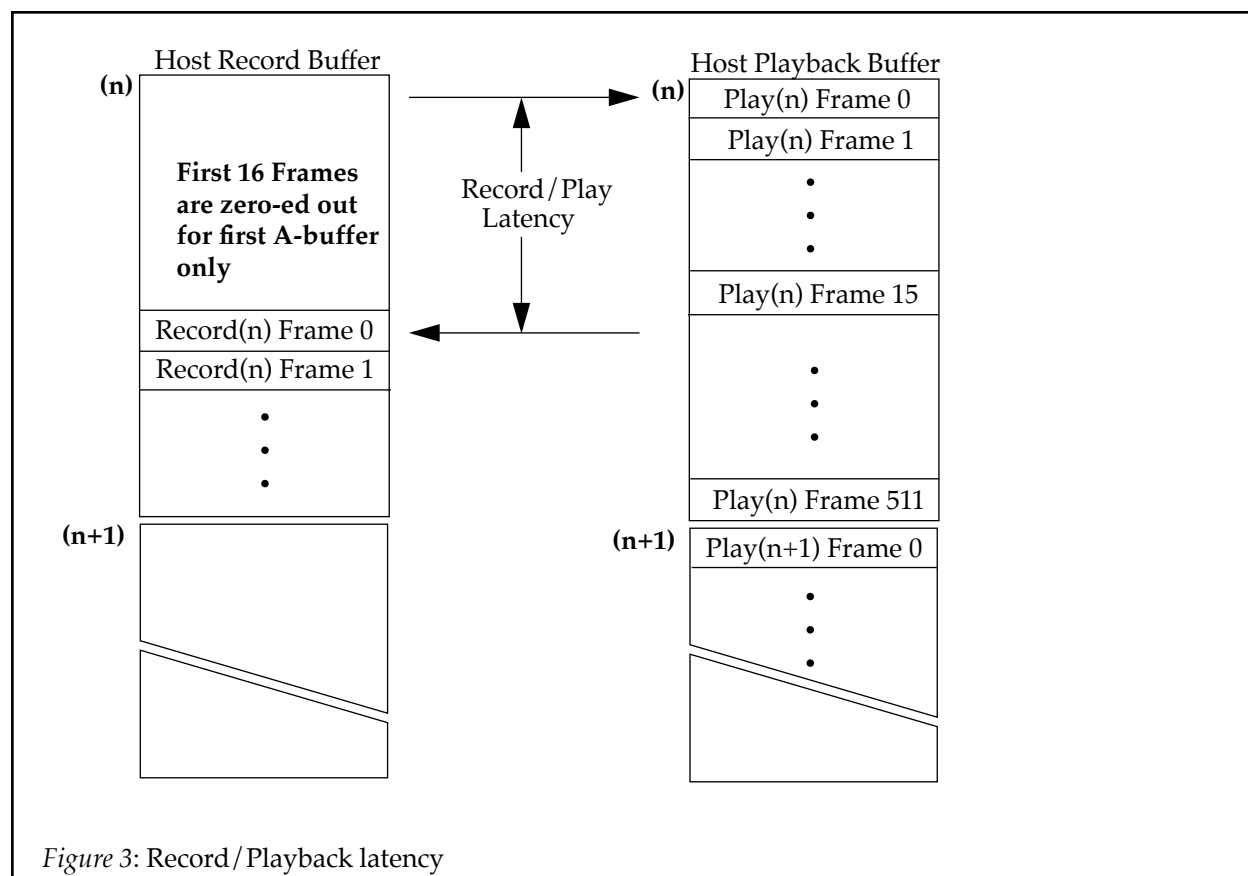 Host Record Buffer
(n)
First 16 Frames
are zero-ed out
for first A-buffer
only
Record(n) Frame 0
Record(n) Frame 1
(n+1)
Record/Play
Latency
Host Playback Buffer
(n)
Play(n) Frame 0
Play(n) Frame 1
Play(n) Frame 15
Play(n) Frame 511
(n+1)
Play(n+1) Frame 0
Figure 3: Record/Playback latency